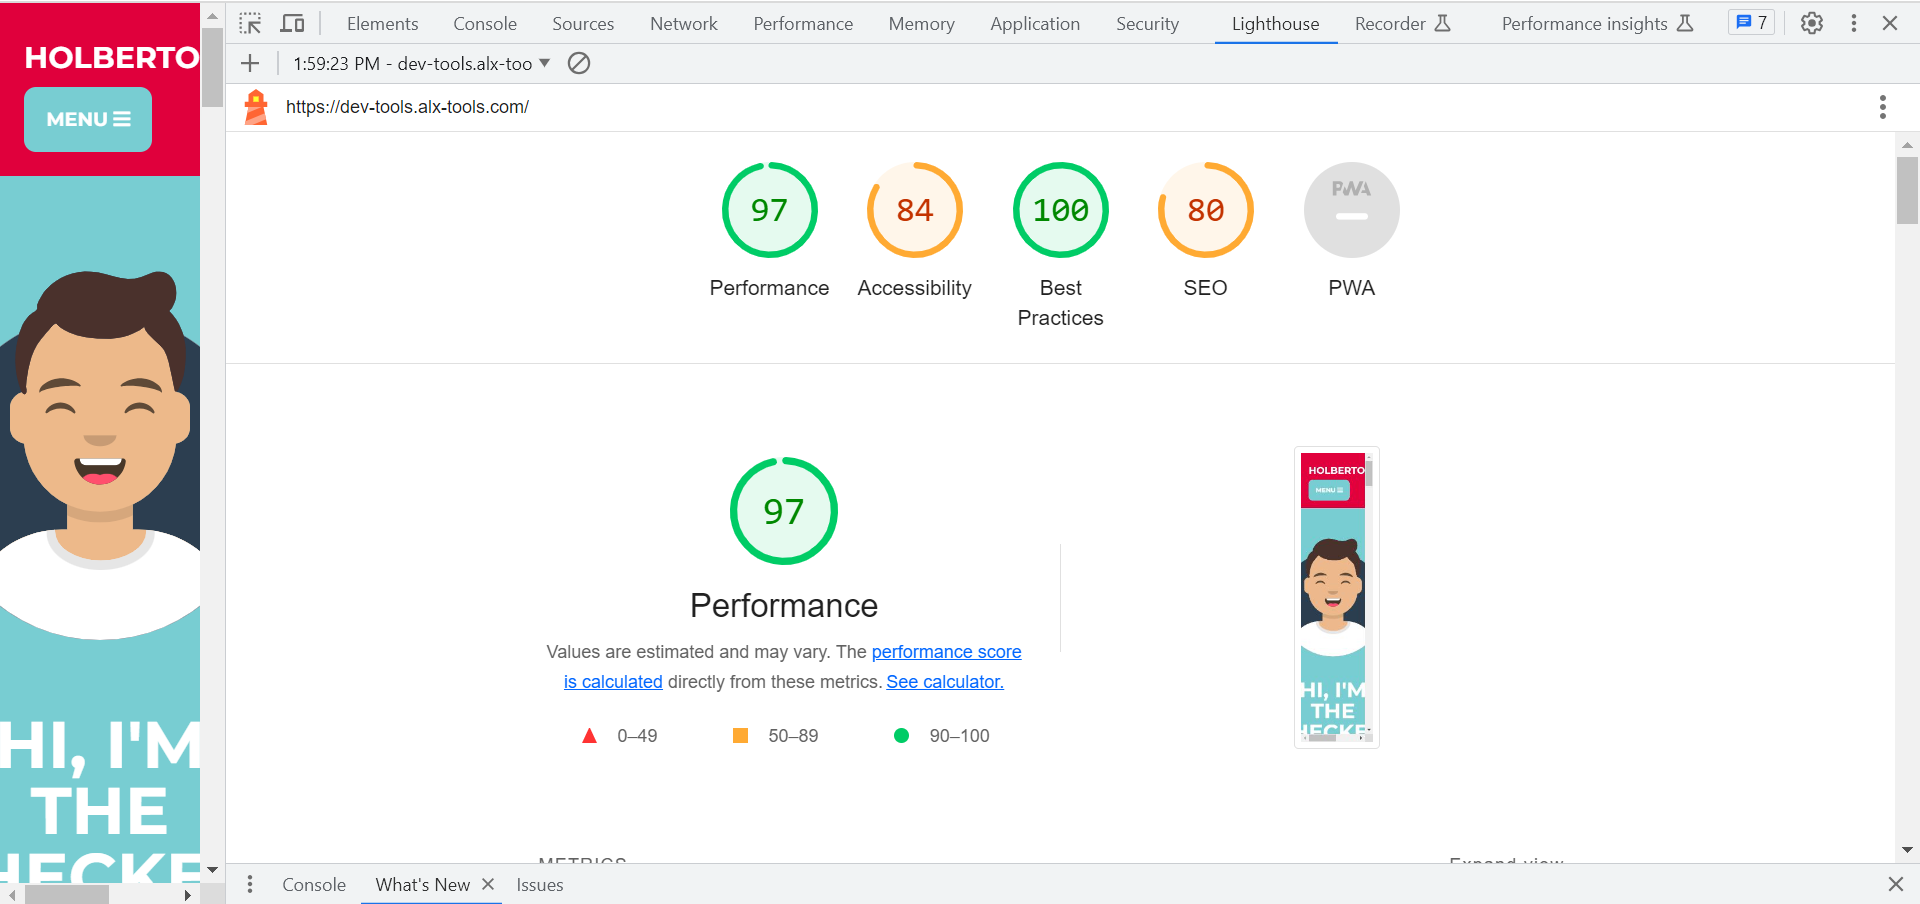 HOLBERTO
MENU
HI, I'M
THE
HECKE
Elements Console Sources Network Performance Memory Application Security Lighthouse Recorder Performance insights 7
1:59:23 PM - dev-tools.alx-too
https://dev-tools.alx-tools.com/
97 84 100 80 PWA
Performance Accessibility Best Practices SEO PWA
97
Performance
Values are estimated and may vary. The performance score
is calculated directly from these metrics. See calculator.
0–49 50–89 90–100
HOLBERTO
MENU
HI, I'M
THE
HECKE
METRICS Expand view
Console What's New Issues